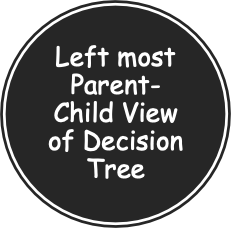 Left most
Parent-
Child View
of Decision
Tree